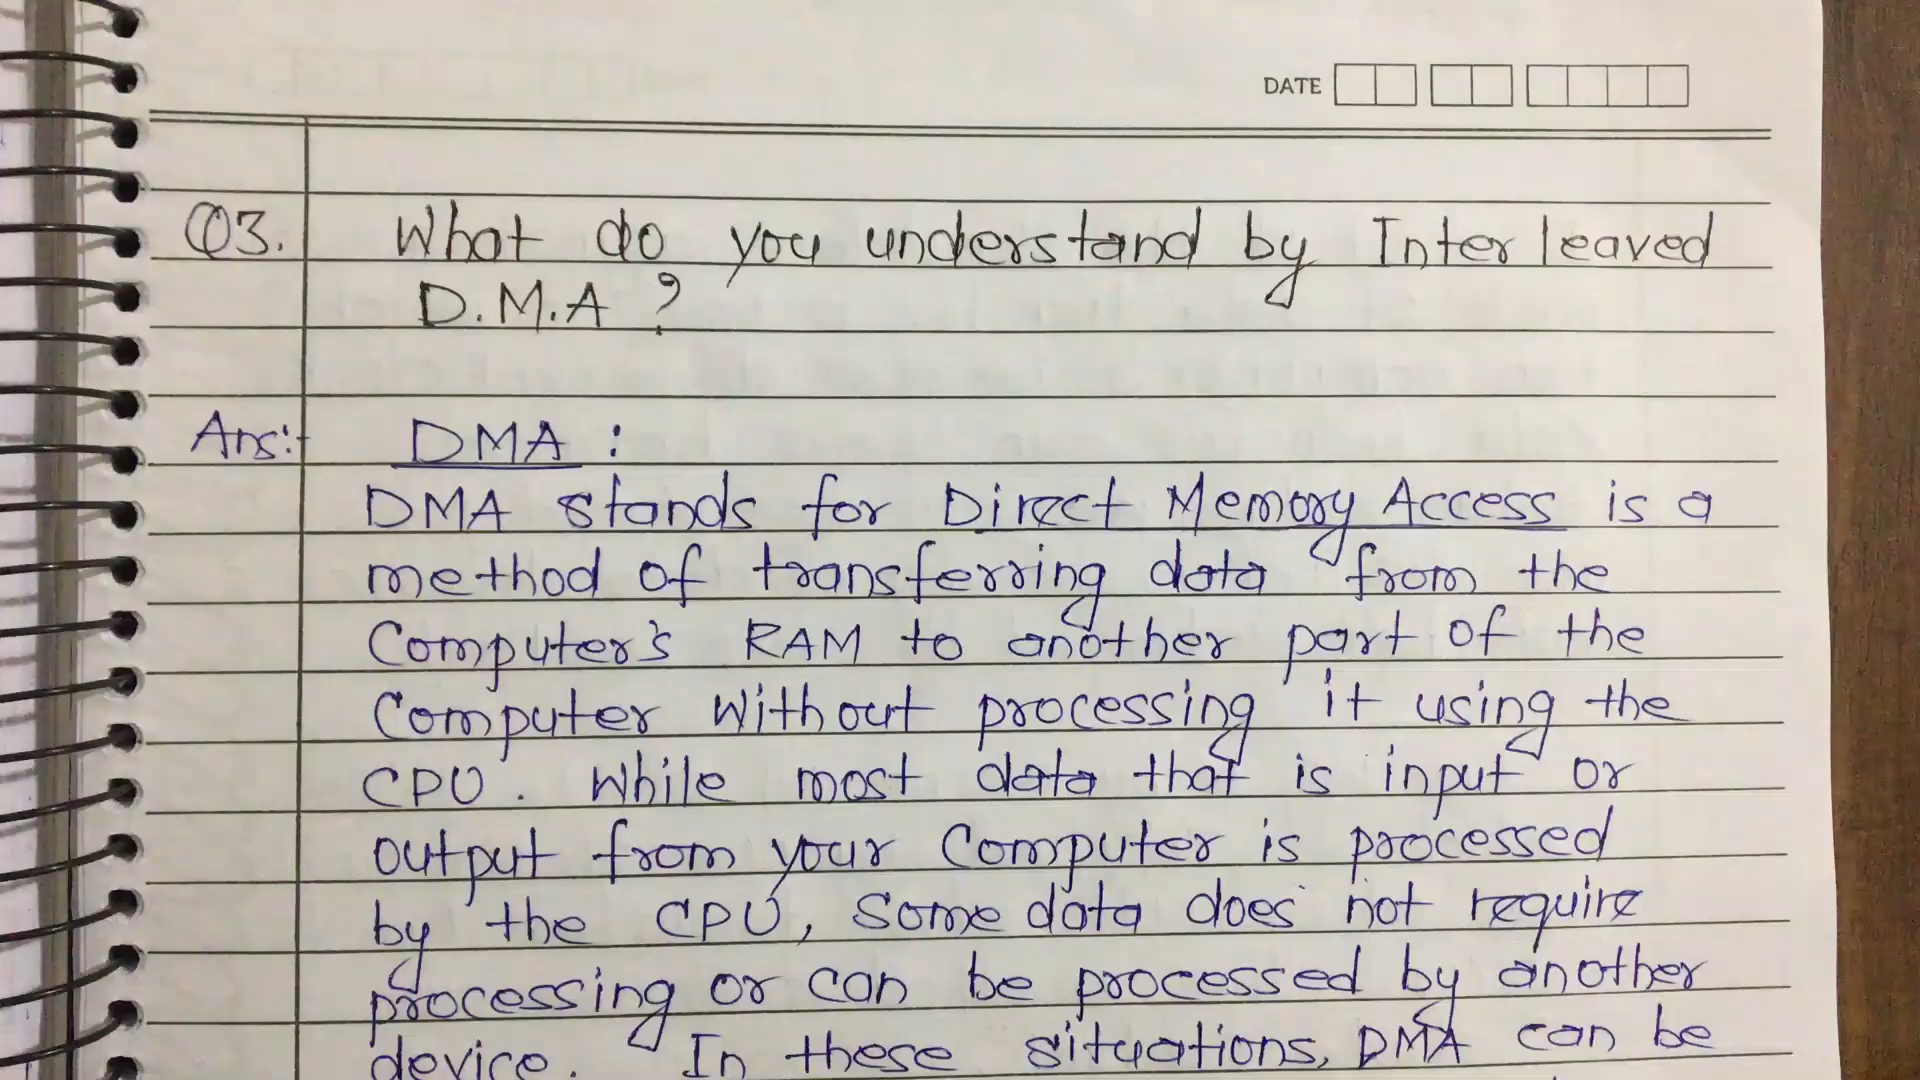 DATE
Q3. What do you understand by Interleaved
D.M.A ?
Ans:- DMA :
DMA stands for Direct Memory Access is a
method of transferring data from the
Computer's RAM to another part of the
Computer without processing it using the
CPU. While most data that is input or
output from your Computer is processed
by the CPU, Some data does not require
processing or can be processed by another
device. In these situations, DMA can be